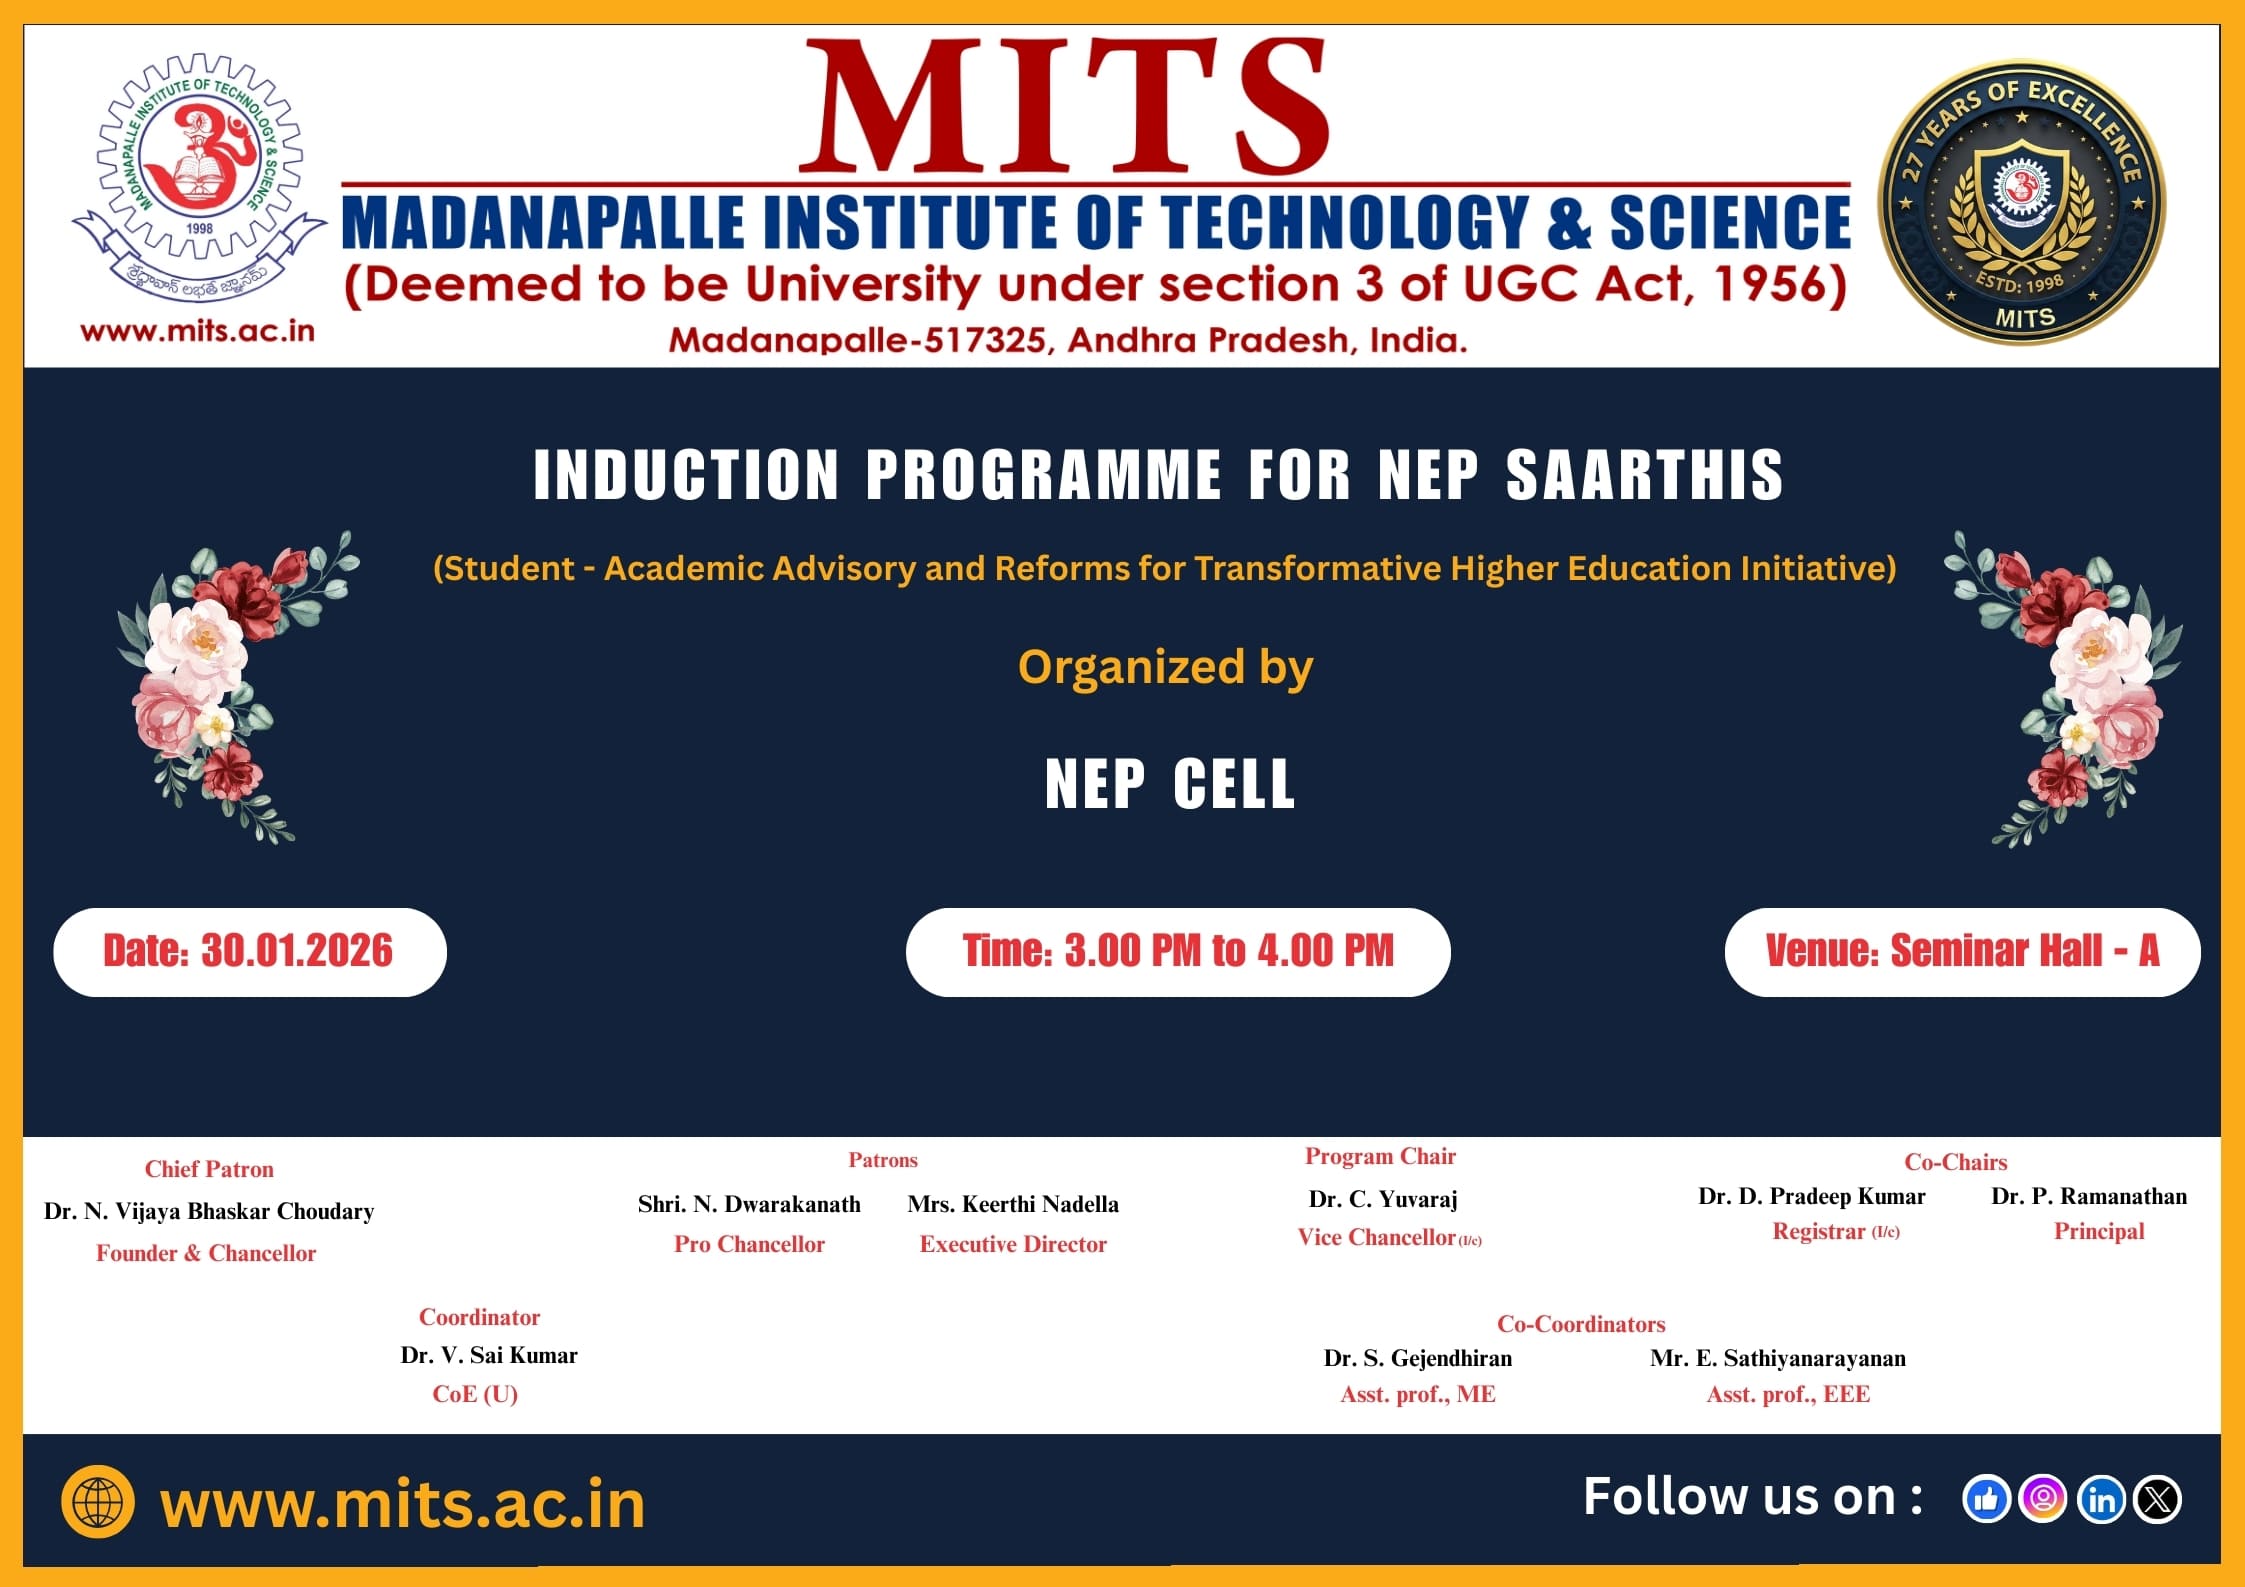 MITS
MADANAPALLE INSTITUTE OF TECHNOLOGY & SCIENCE
1998
శ్రద్ధావాన్ లభతే జ్ఞానమ్
www.mits.ac.in
MADANAPALLE INSTITUTE OF TECHNOLOGY & SCIENCE
(Deemed to be University under section 3 of UGC Act, 1956)
Madanapalle-517325, Andhra Pradesh, India.
27 YEARS OF EXCELLENCE
ESTD: 1998
MITS
INDUCTION PROGRAMME FOR NEP SAARTHIS
(Student - Academic Advisory and Reforms for Transformative Higher Education Initiative)
Organized by
NEP CELL
Date: 30.01.2026
Time: 3.00 PM to 4.00 PM
Venue: Seminar Hall - A
Chief Patron
Dr. N. Vijaya Bhaskar Choudary
Founder & Chancellor
Patrons
Shri. N. Dwarakanath
Pro Chancellor
Mrs. Keerthi Nadella
Executive Director
Program Chair
Dr. C. Yuvaraj
Vice Chancellor (I/c)
Co-Chairs
Dr. D. Pradeep Kumar
Registrar (I/c)
Dr. P. Ramanathan
Principal
Coordinator
Dr. V. Sai Kumar
CoE (U)
Co-Coordinators
Dr. S. Gejendhiran
Asst. prof., ME
Mr. E. Sathiyanarayanan
Asst. prof., EEE
www.mits.ac.in
Follow us on :